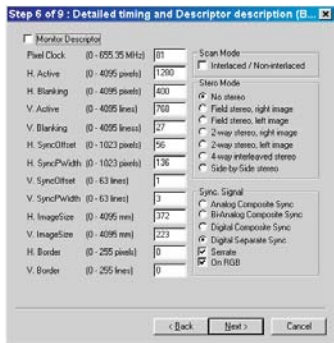 Step 6 of 9 : Detailed timing and Descriptor description (B...
Monitor Descriptor
Pixel Clock (0 - 655.35 MHz) 81
H. Active (0 - 4095 pixels) 1280
H. Blanking (0 - 4095 pixels) 400
V. Active (0 - 4095 lines) 768
V. Blanking (0 - 4095 liness) 27
H. SyncOffset (0 - 1023 pixels) 56
H. SyncPWidth (0 - 1023 pixels) 136
V. SyncOffset (0 - 63 lines) 1
V. SyncPWidth (0 - 63 lines) 3
H. ImageSize (0 - 4095 mm) 372
V. ImageSize (0 - 4095 mm) 223
H. Border (0 - 255 pixels) 0
V. Border (0 - 255 lines) 0
Scan Mode
Interlaced / Non-interlaced
Stero Mode
No stereo
Field stereo, right image
Field stereo, left image
2-way stereo, right image
2-way stereo, left image
4-way interleaved stereo
Side-by-Side stereo
Sync. Signal
Analog Composite Sync
Bi-Analog Composite Sync
Digital Composite Sync
Digital Separate Sync
Serrate
On RGB
< Back
Next >
Cancel